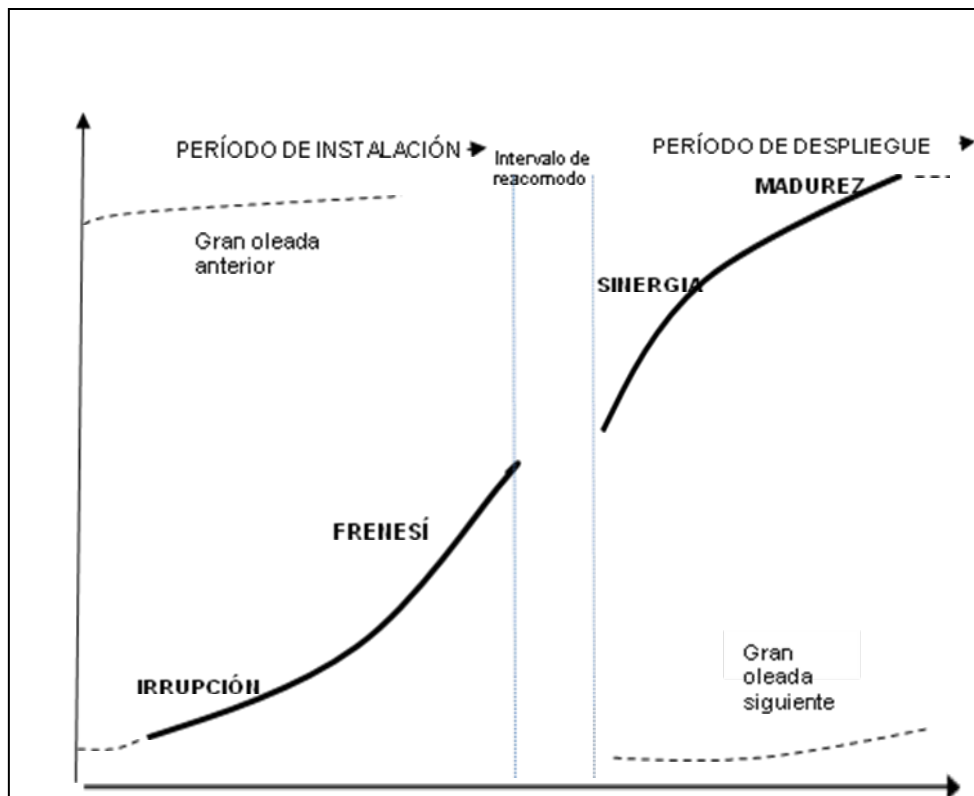 PERÍODO DE INSTALACIÓN
Intervalo de
reacomodo
PERÍODO DE DESPLIEGUE
MADUREZ
Gran oleada
anterior
SINERGIA
FRENESÍ
IRRUPCIÓN
Gran
oleada
siguiente